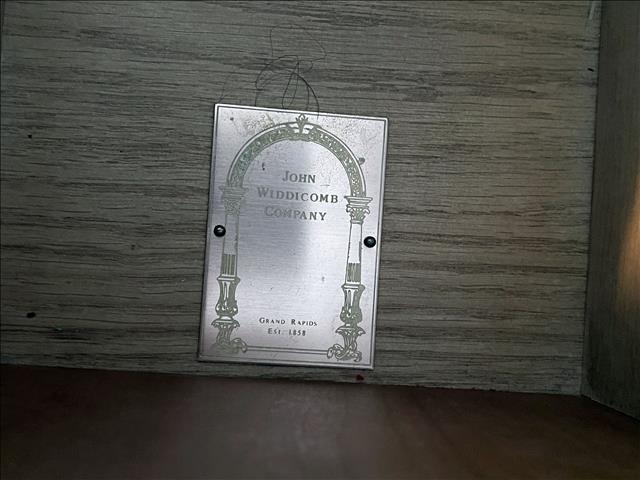 JOHN
WIDDICOMB
COMPANY
GRAND RAPIDS
EST. 1858